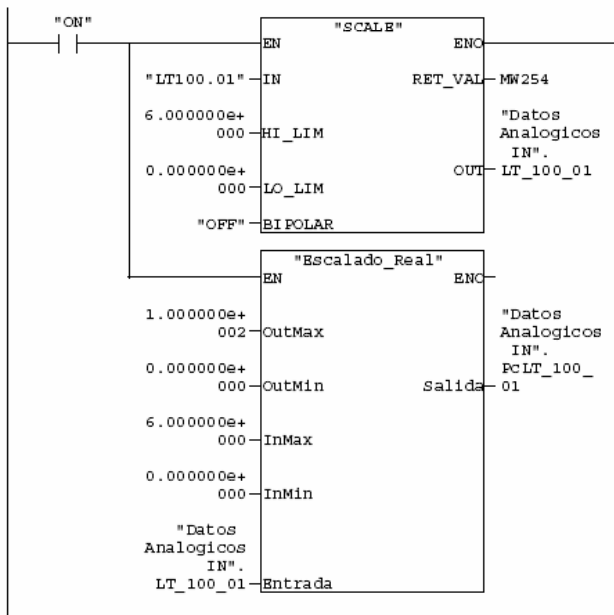 "ON"
"SCALE"
EN ENO
"LT100.01" IN RET_VAL MW254
6.000000e+
000 HI_LIM
"Datos
Analogicos
IN".
OUT LT_100_01
0.000000e+
000 LO_LIM
"OFF" BIPOLAR
"Escalado_Real"
EN ENO
1.000000e+
002 OutMax
"Datos
Analogicos
IN".
PcLT_100_
Salida 01
0.000000e+
000 OutMin
6.000000e+
000 InMax
0.000000e+
000 InMin
"Datos
Analogicos
IN".
LT_100_01 Entrada